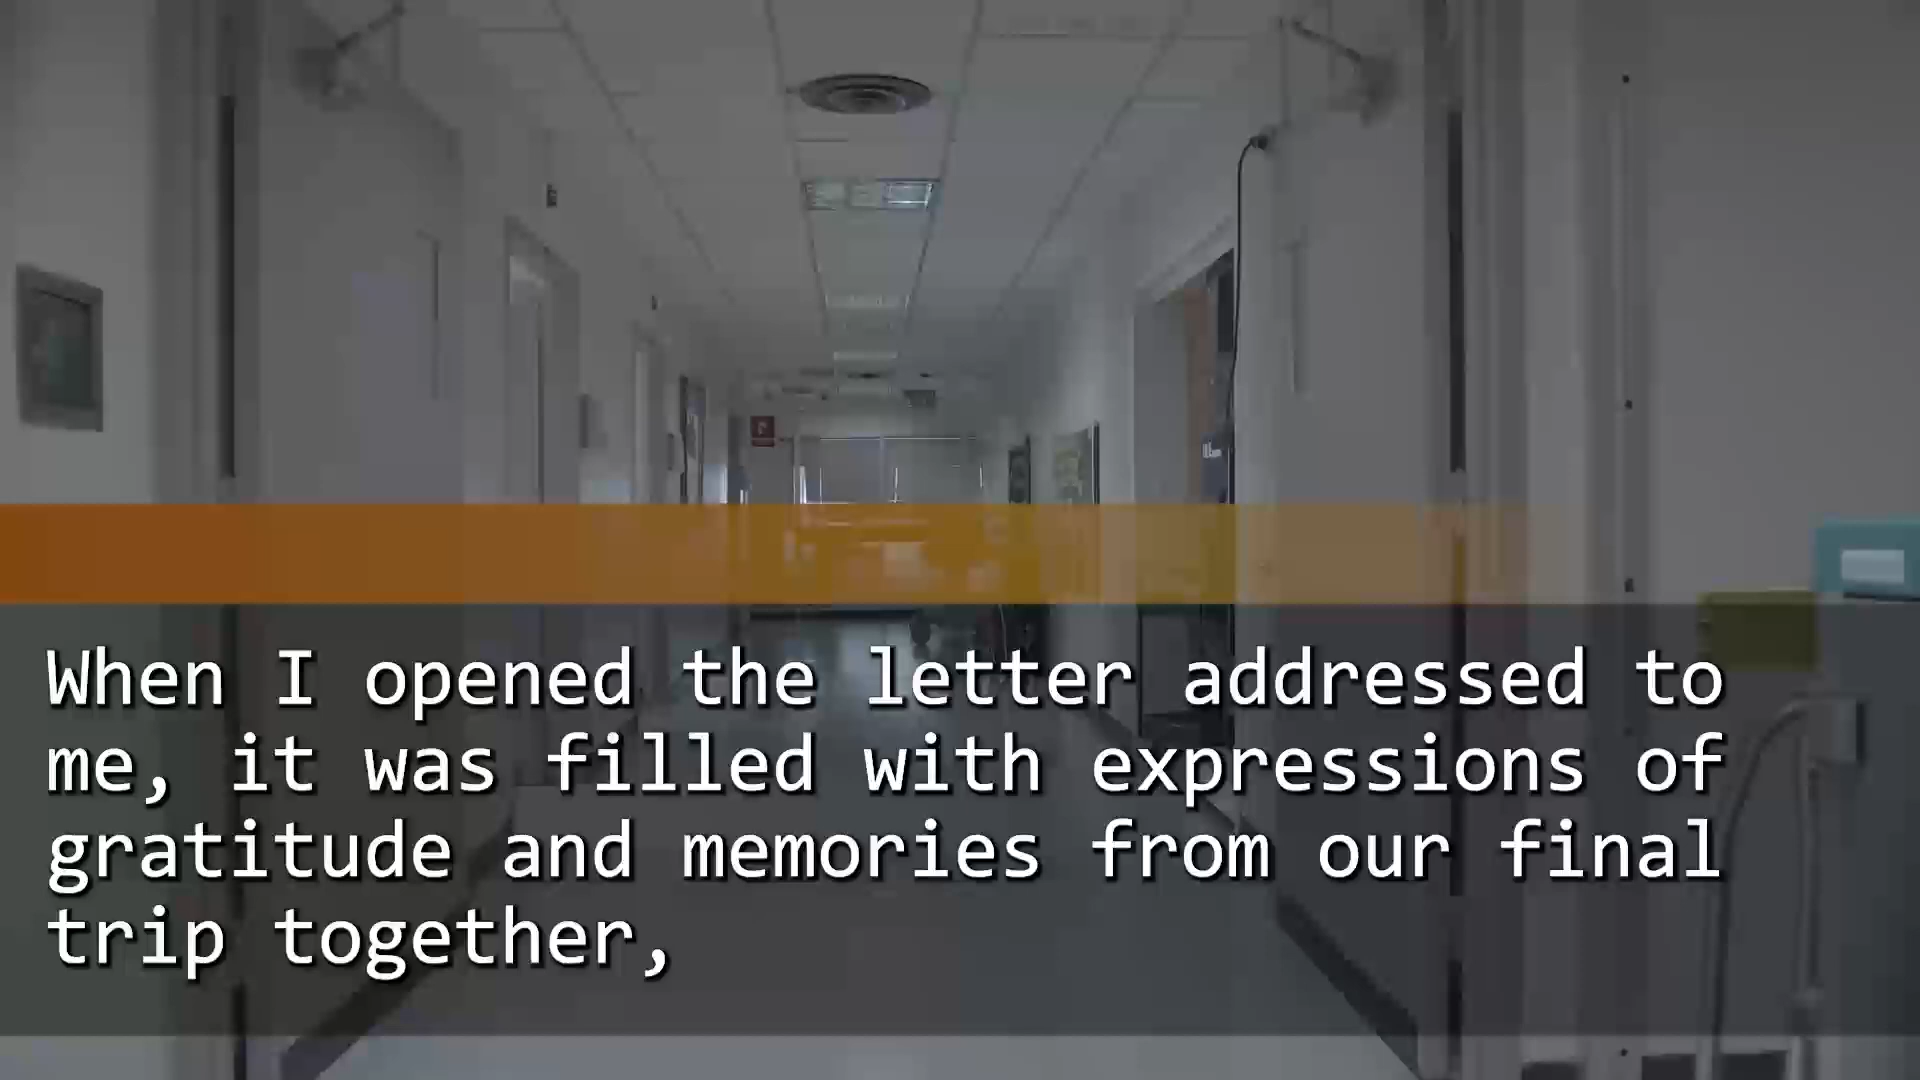 When I opened the letter addressed to
me, it was filled with expressions of
gratitude and memories from our final
trip together,